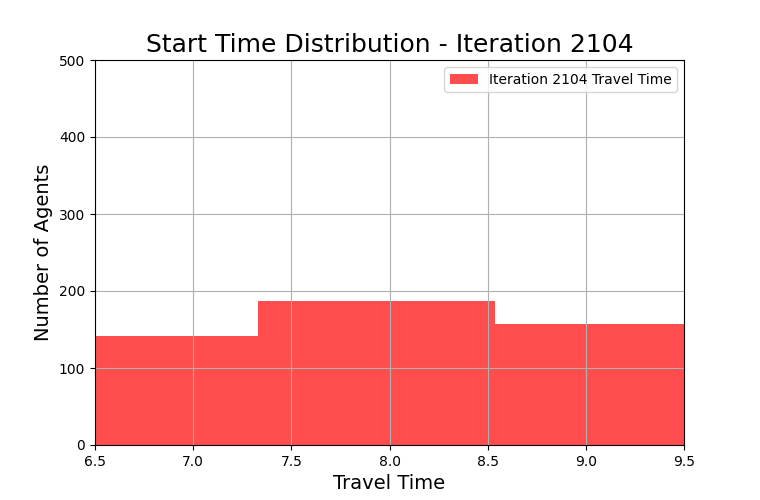 Start Time Distribution - Iteration 2104
500
Iteration 2104 Travel Time
400
300
200
100
0
Number of Agents
6.5 7.0 7.5 8.0 8.5 9.0 9.5
Travel Time